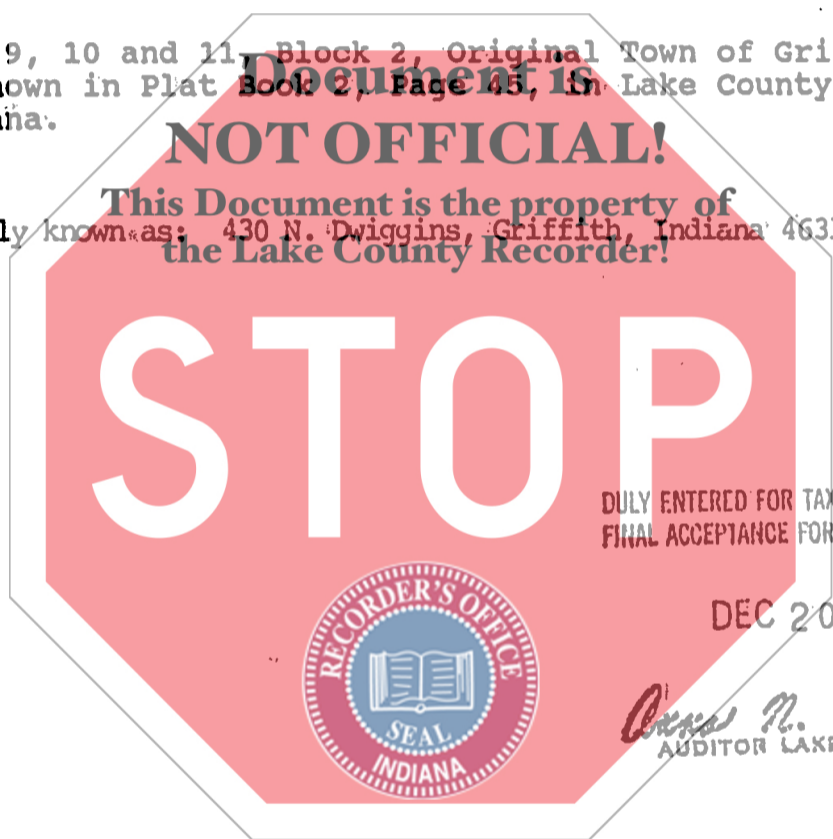 9, 10 and 11, Block 2, Original Town of Gri
own in Plat Book 2, Page 45, in Lake County
ana.
Document is
NOT OFFICIAL!
This Document is the property of
the Lake County Recorder!
ly known as: 430 N. Dwiggins, Griffith, Indiana 463
STOP
DULY ENTERED FOR TAX
FINAL ACCEPTANCE FOR
DEC 20
RECORDER'S OFFICE
SEAL
INDIANA
N.
AUDITOR LAKE